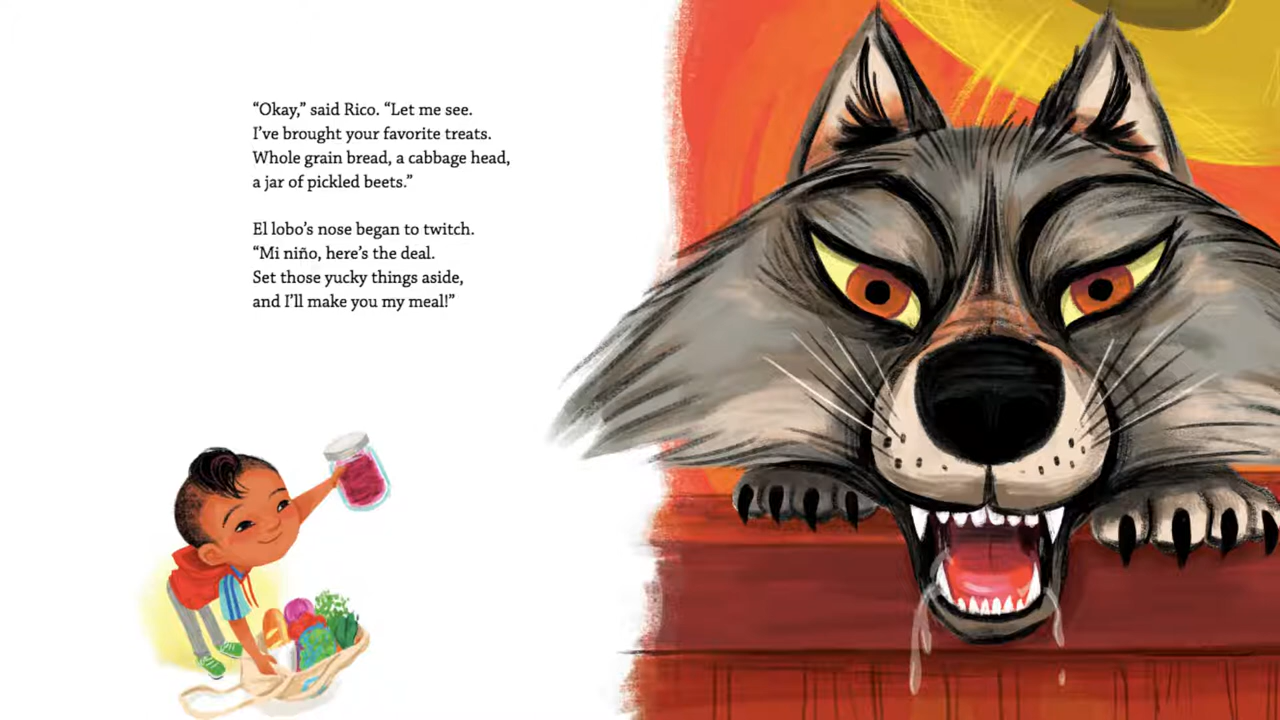 “Okay,” said Rico. “Let me see.
I’ve brought your favorite treats.
Whole grain bread, a cabbage head,
a jar of pickled beets.”
El lobo’s nose began to twitch.
“Mi niño, here’s the deal.
Set those yucky things aside,
and I’ll make you my meal!”